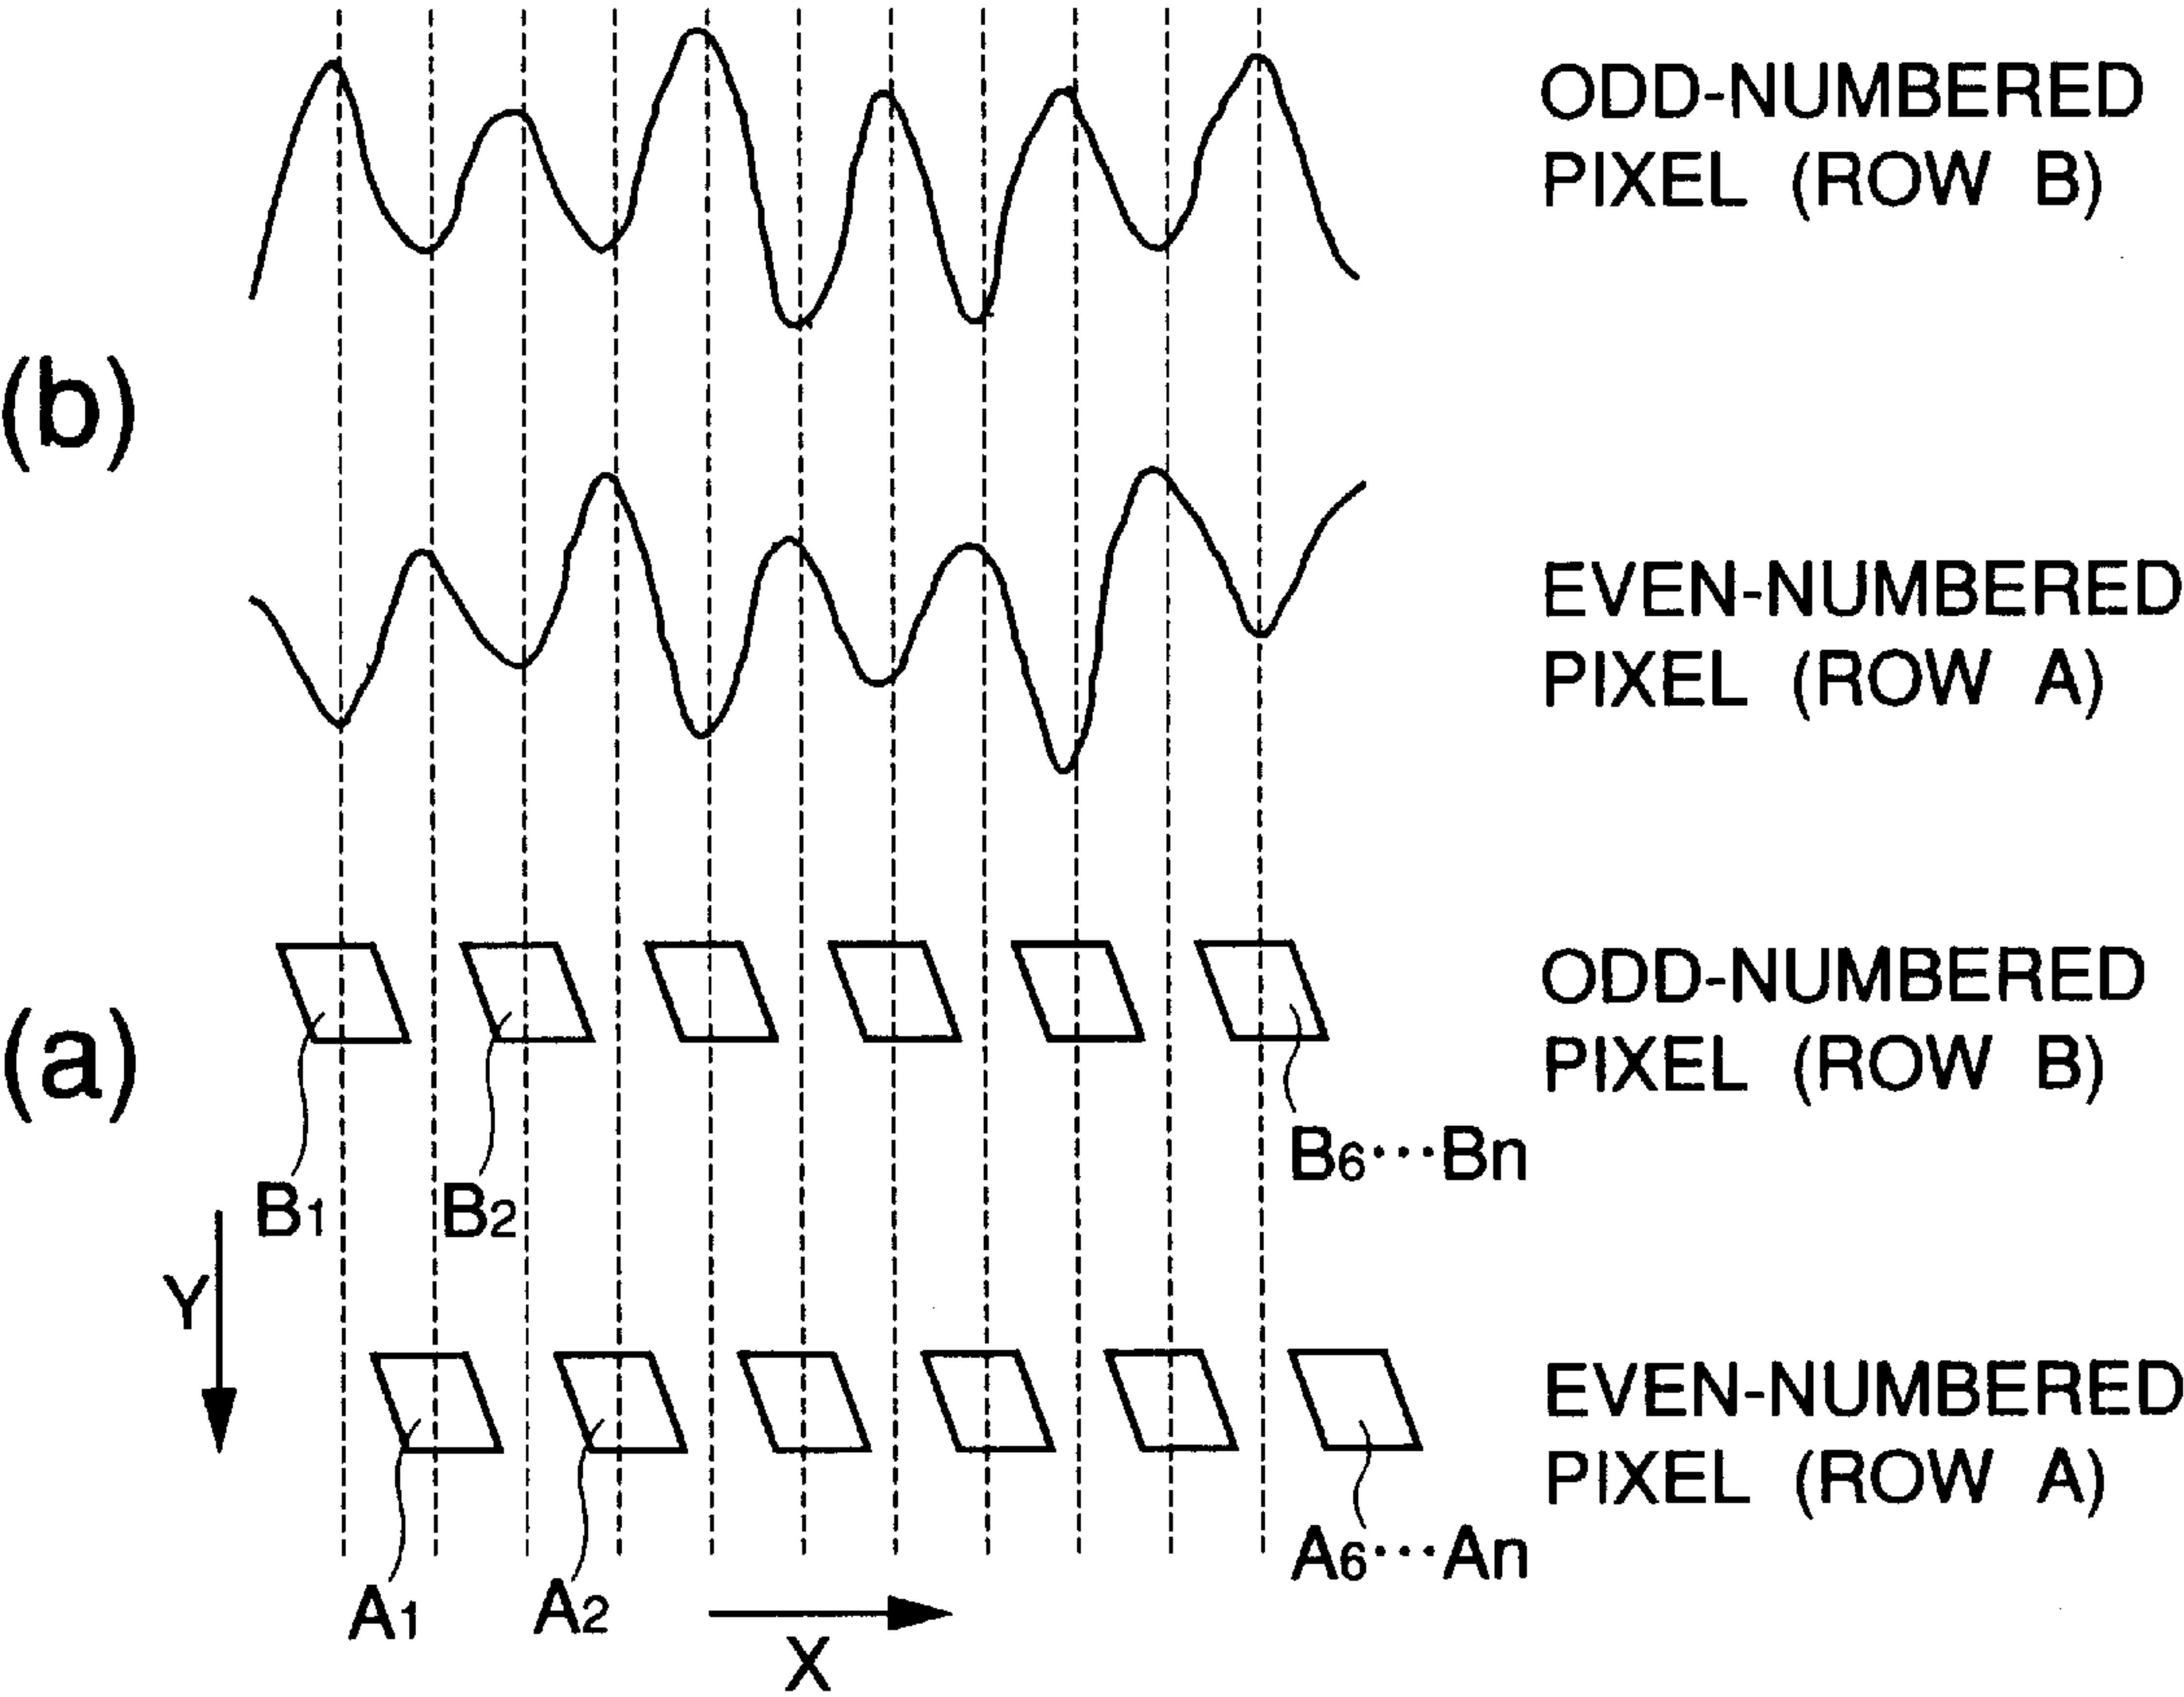 ODD-NUMBERED
PIXEL (ROW B)
(b)
EVEN-NUMBERED
PIXEL (ROW A)
ODD-NUMBERED
PIXEL (ROW B)
(a)
B6···Bn
B1
B2
Y
EVEN-NUMBERED
PIXEL (ROW A)
A6···An
A1
A2
X